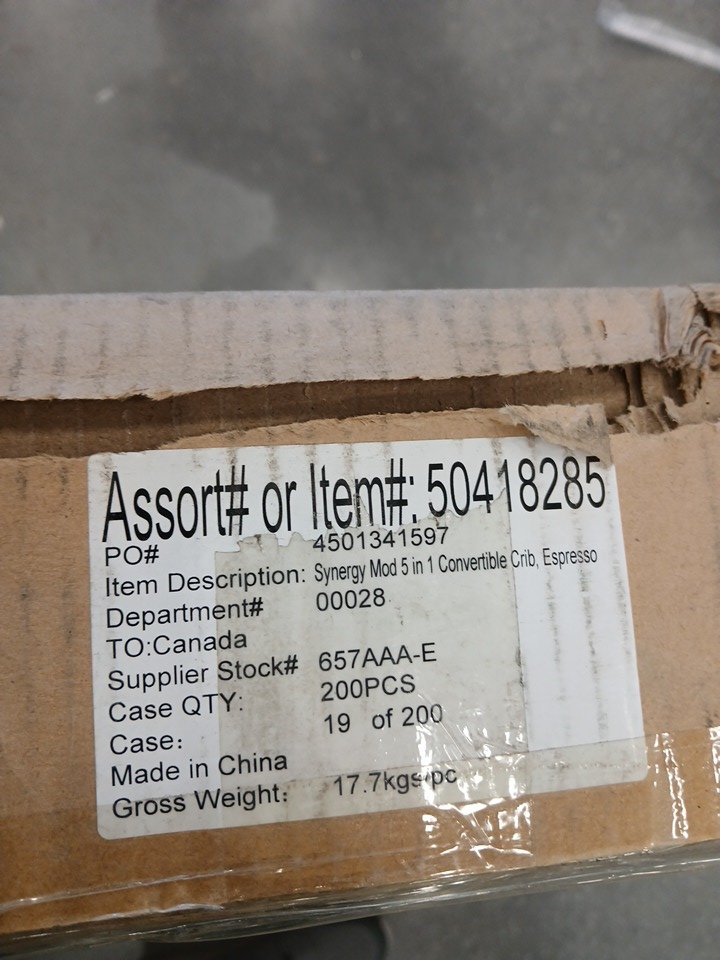 Assort# or Item#: 50418285
PO# 4501341597
Item Description: Synergy Mod 5 in 1 Convertible Crib, Espresso
Department# 00028
TO:Canada
Supplier Stock# 657AAA-E
Case QTY: 200PCS
Case: 19 of 200
Made in China
Gross Weight: 17.7kgs/pc